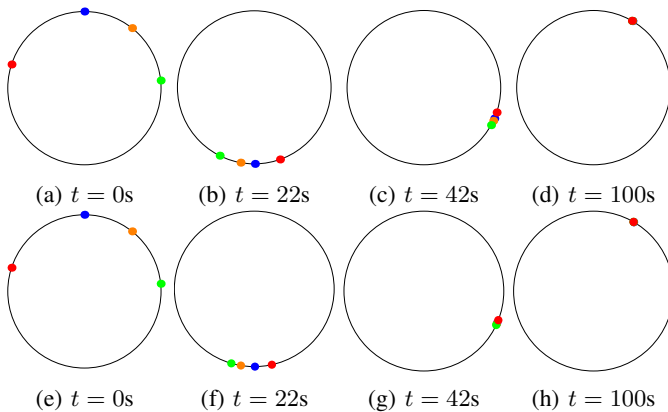 (a) t = 0s (b) t = 22s (c) t = 42s (d) t = 100s
(e) t = 0s (f) t = 22s (g) t = 42s (h) t = 100s